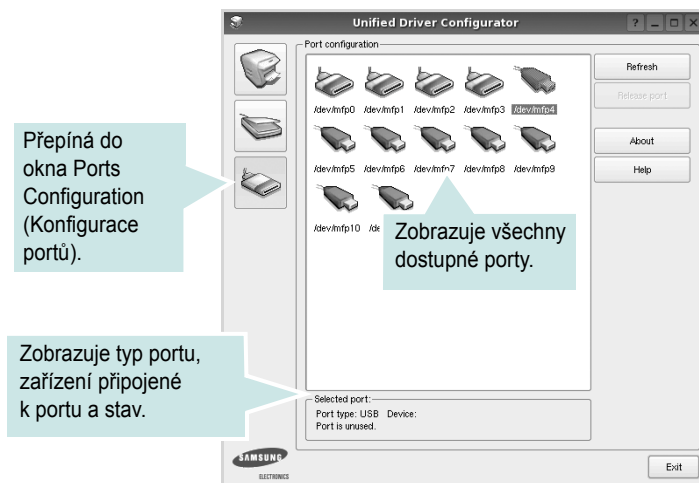 Unified Driver Configurator
Port configuration
/dev/mfp0 /dev/mfp1 /dev/mfp2 /dev/mfp3 /dev/mfp4
/dev/mfp5 /dev/mfp6 /dev/mfp7 /dev/mfp8 /dev/mfp9
/dev/mfp10 /de
Refresh
Release port
About
Help
Přepíná do
okna Ports
Configuration
(Konfigurace
portů).
Zobrazuje všechny
dostupné porty.
Zobrazuje typ portu,
zařízení připojené
k portu a stav.
Selected port:
Port type: USB Device:
Port is unused.
SAMSUNG
ELECTRONICS
Exit